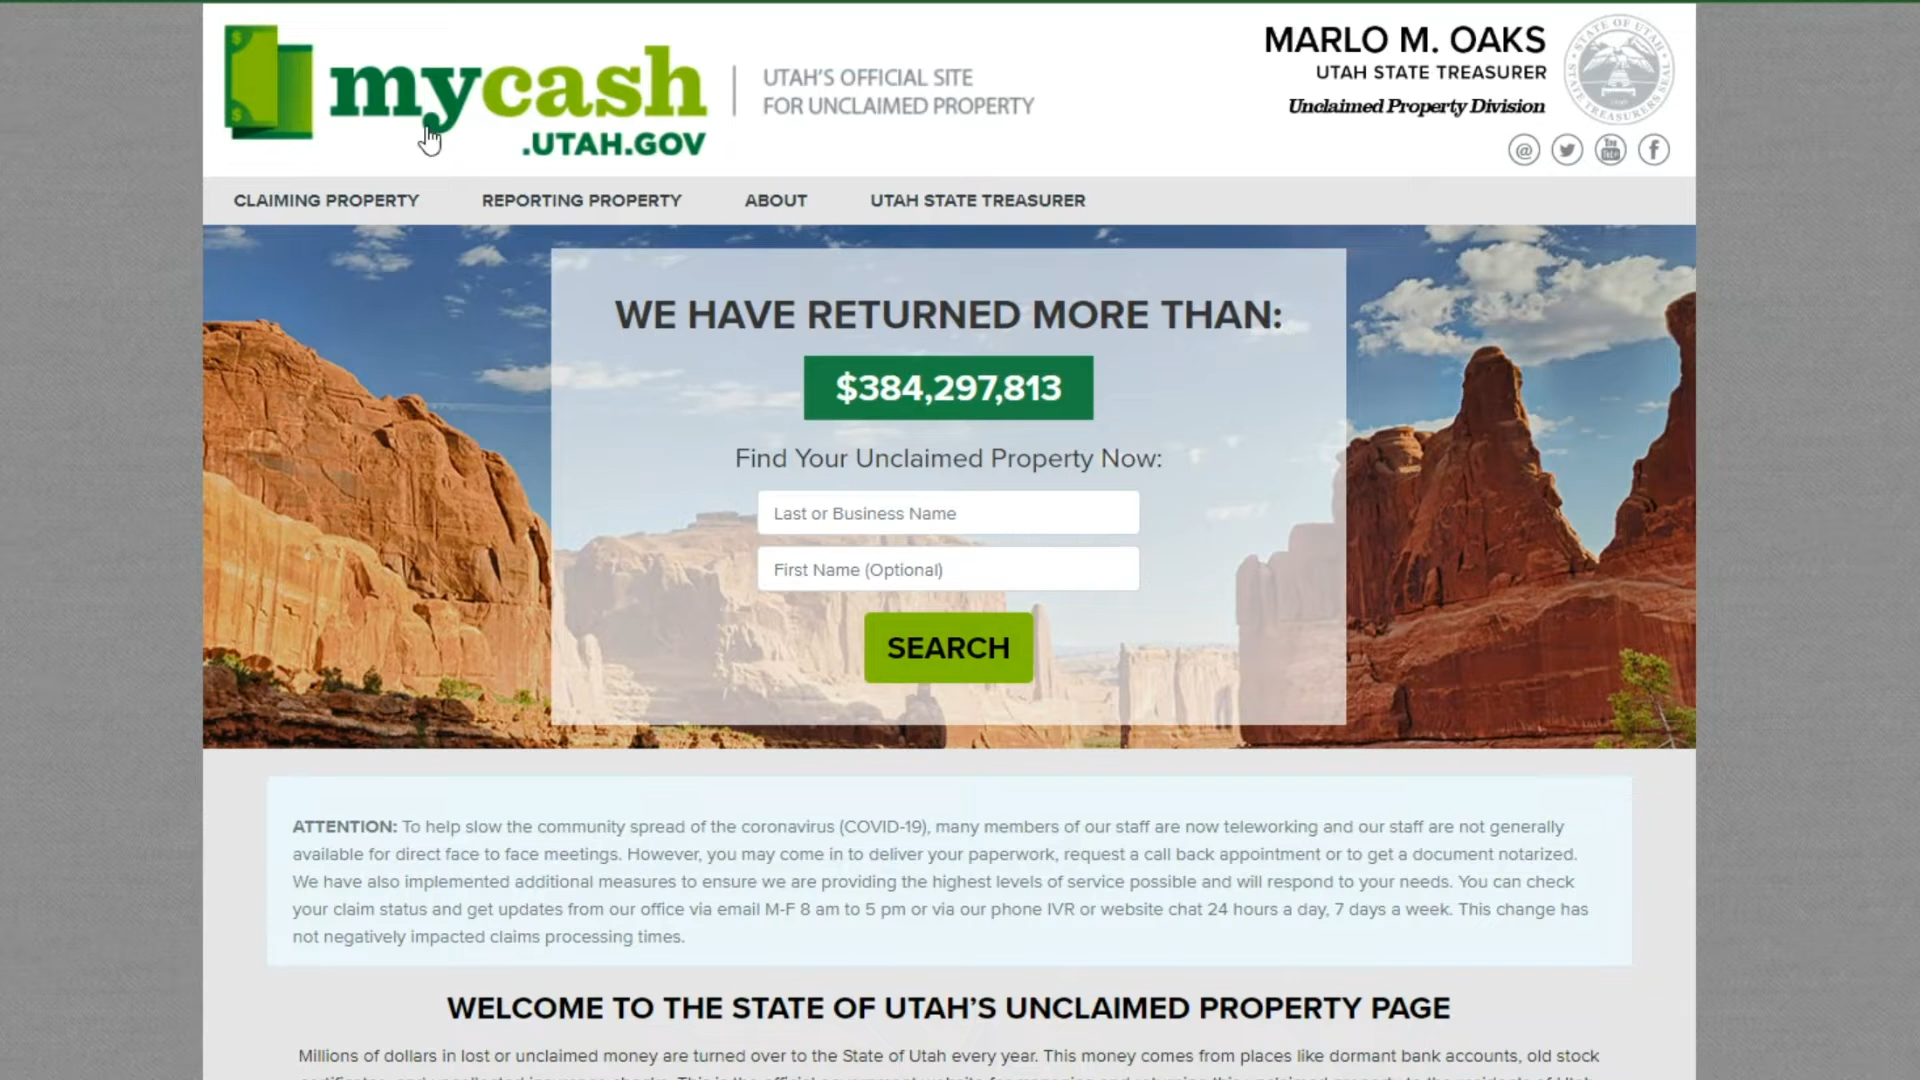 mycash
.UTAH.GOV
UTAH'S OFFICIAL SITE
FOR UNCLAIMED PROPERTY
MARLO M. OAKS
UTAH STATE TREASURER
Unclaimed Property Division
STATE OF UTAH
STATE TREASURERS SEAL
CLAIMING PROPERTY
REPORTING PROPERTY
ABOUT
UTAH STATE TREASURER
WE HAVE RETURNED MORE THAN:
$384,297,813
Find Your Unclaimed Property Now:
Last or Business Name
First Name (Optional)
SEARCH
ATTENTION: To help slow the community spread of the coronavirus (COVID-19), many members of our staff are now teleworking and our staff are not generally
available for direct face to face meetings. However, you may come in to deliver your paperwork, request a call back appointment or to get a document notarized.
We have also implemented additional measures to ensure we are providing the highest levels of service possible and will respond to your needs. You can check
your claim status and get updates from our office via email M-F 8 am to 5 pm or via our phone IVR or website chat 24 hours a day, 7 days a week. This change has
not negatively impacted claims processing times.
WELCOME TO THE STATE OF UTAH'S UNCLAIMED PROPERTY PAGE
Millions of dollars in lost or unclaimed money are turned over to the State of Utah every year. This money comes from places like dormant bank accounts, old stock